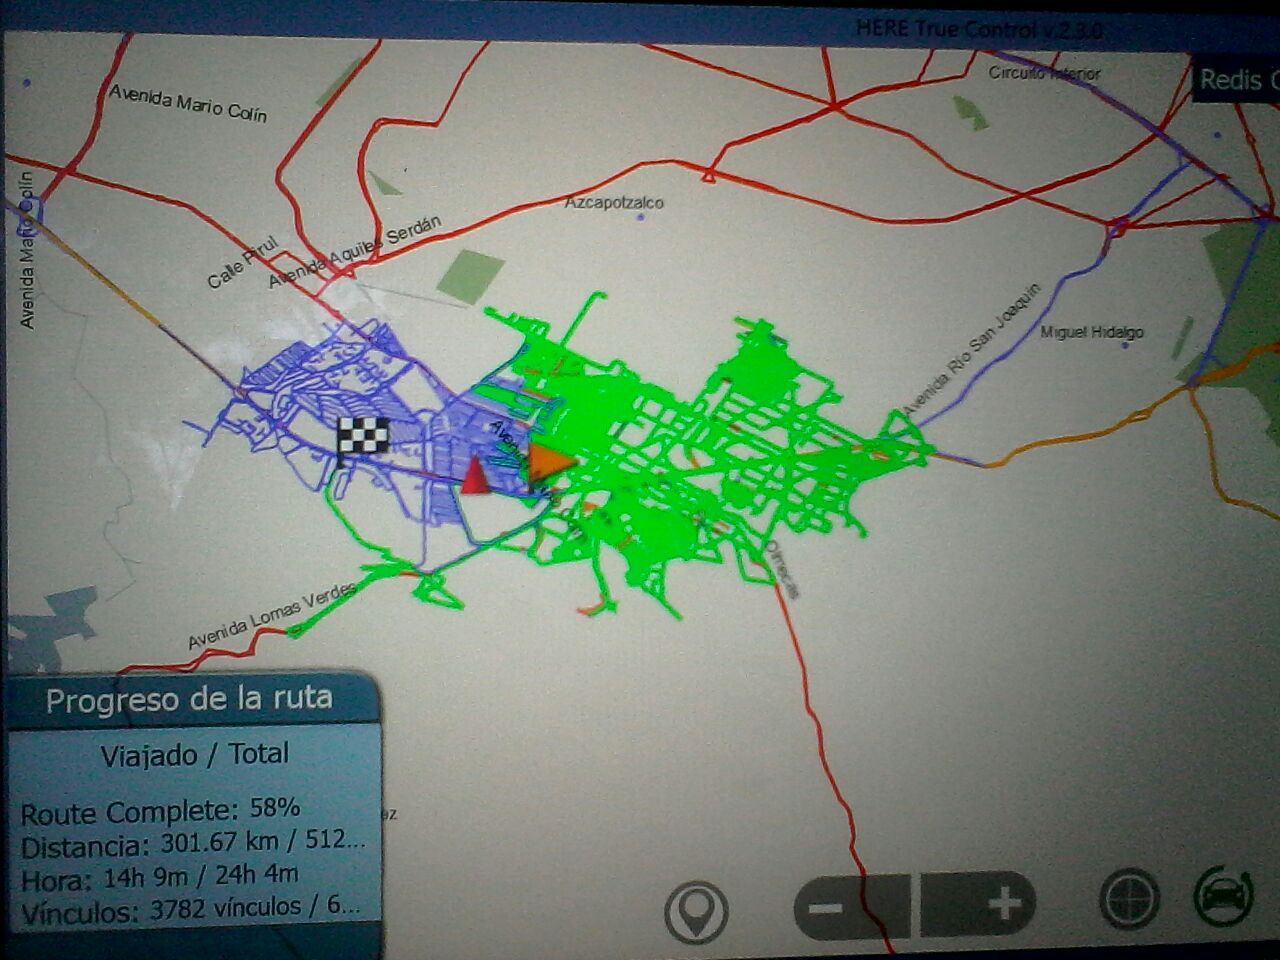 HERE True Control v.2.3.0
Circuito Interior
Redis
Avenida Mario Colín
Avenida Mario Colín
Azcapotzalco
Calle Pirul
Avenida Aquiles Serdán
Avenida Río San Joaquín
Miguel Hidalgo
Olmecas
Avenida Lomas Verdes
Progreso de la ruta
Viajado / Total
Route Complete: 58%
Distancia: 301.67 km / 512...
az
Hora: 14h 9m / 24h 4m
Vínculos: 3782 vínculos / 6...